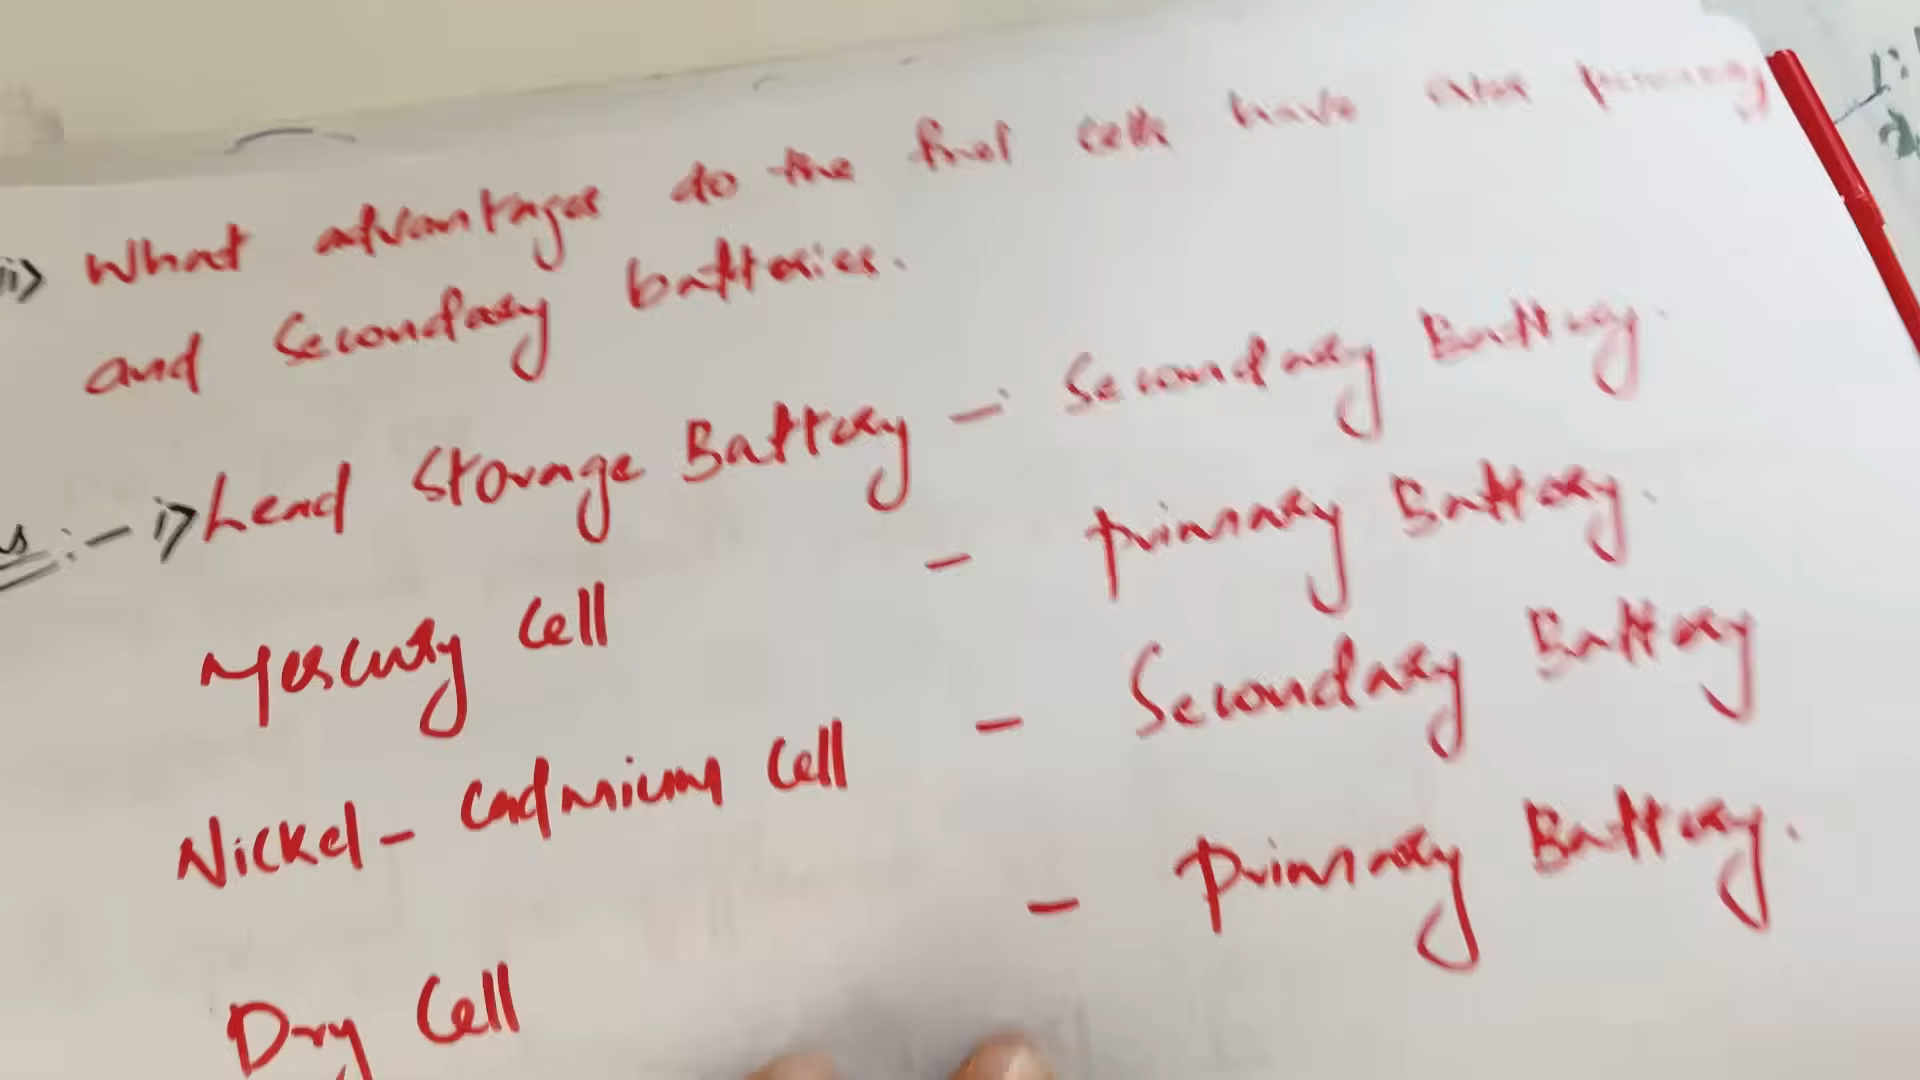 ii) What advantages do the fuel cells have over primary
and Secondary batteries.
Ans :- i) Lead Storage Battery - Secondary Battery.
Mercury Cell - Primary Battery.
Nickel - Cadmium Cell - Secondary Battery
Dry Cell - Primary Battery.